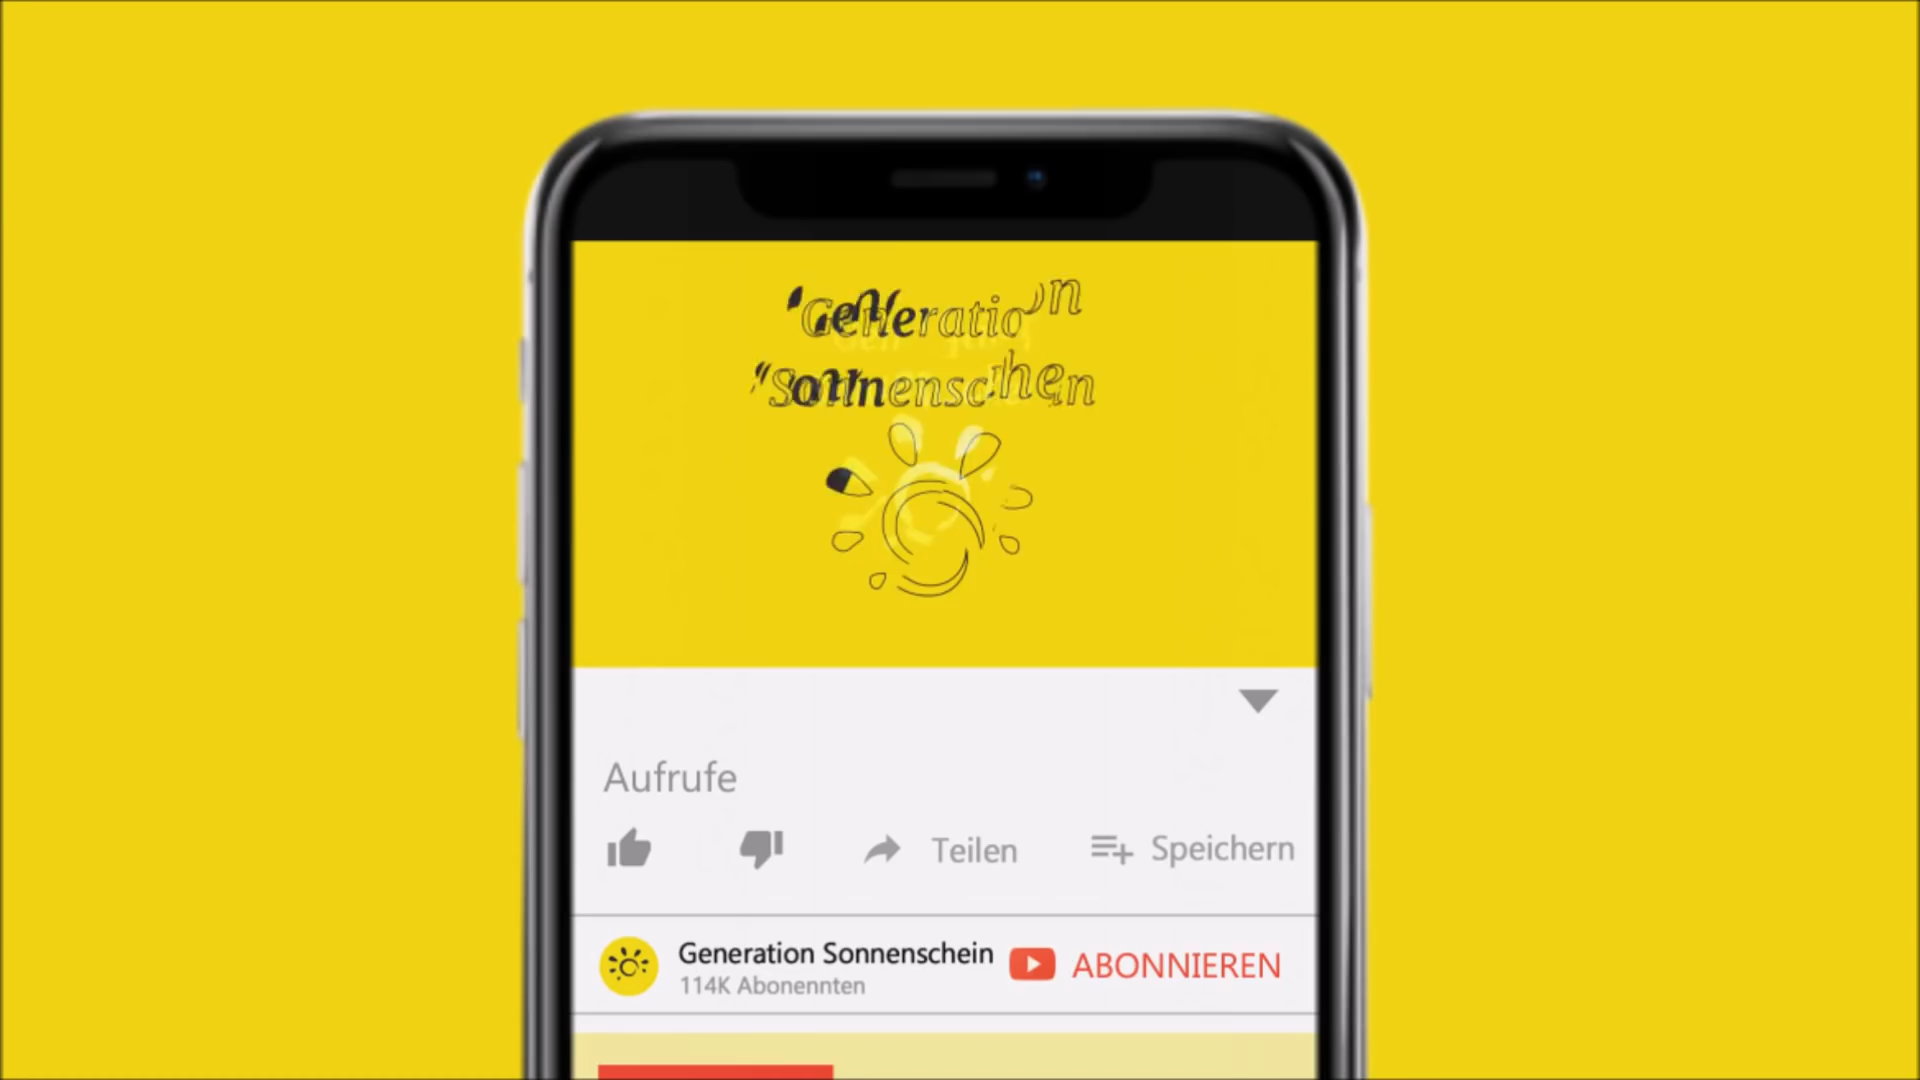 Generation
Sonnenschein
Aufrufe
Teilen
Speichern
Generation Sonnenschein
114K Abonennten
ABONNIEREN